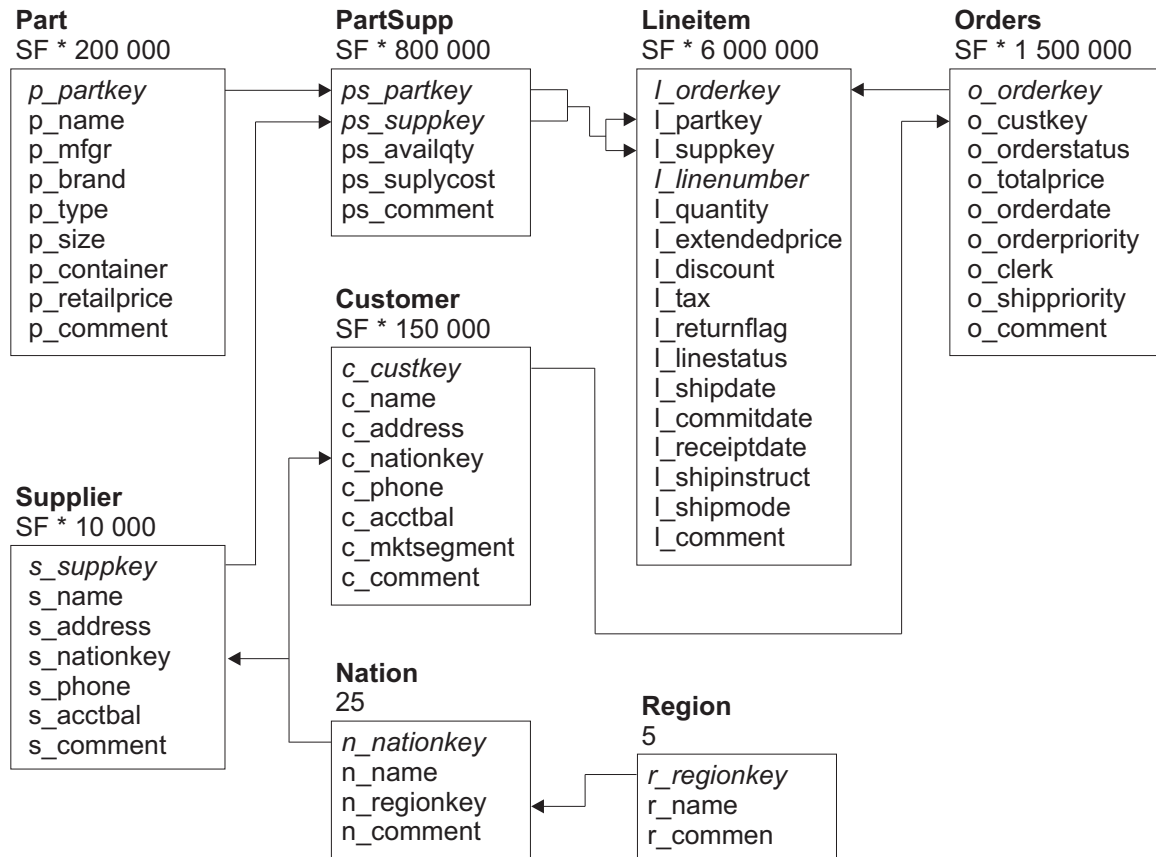 Part
SF * 200 000
p_partkey
p_name
p_mfgr
p_brand
p_type
p_size
p_container
p_retailprice
p_comment
PartSupp
SF * 800 000
ps_partkey
ps_suppkey
ps_availqty
ps_suplycost
ps_comment
Lineitem
SF * 6 000 000
l_orderkey
l_partkey
l_suppkey
l_linenumber
l_quantity
l_extendedprice
l_discount
l_tax
l_returnflag
l_linestatus
l_shipdate
l_commitdate
l_receiptdate
l_shipinstruct
l_shipmode
l_comment
Orders
SF * 1 500 000
o_orderkey
o_custkey
o_orderstatus
o_totalprice
o_orderdate
o_orderpriority
o_clerk
o_shippriority
o_comment
Customer
SF * 150 000
c_custkey
c_name
c_address
c_nationkey
c_phone
c_acctbal
c_mktsegment
c_comment
Supplier
SF * 10 000
s_suppkey
s_name
s_address
s_nationkey
s_phone
s_acctbal
s_comment
Nation
25
n_nationkey
n_name
n_regionkey
n_comment
Region
5
r_regionkey
r_name
r_commen